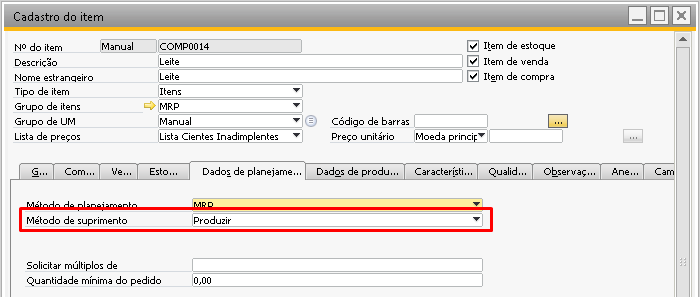 Cadastro do item
Nº do item Manual COMP0014 Item de estoque
Descrição Leite Item de venda
Nome estranqeiro Leite Item de compra
Tipo de item Itens
Grupo de itens MRP
Grupo de UM Manual Código de barras ...
Lista de preços Lista Cientes Inadimplentes Preço unitário Moeda princip ...
G... Com... Ve... Esto... Dados de planejame... Dados de produ... Característi... Qualid... Observaç... Ane... Cam
Método de planejamento MRP
Método de suprimento Produzir
Solicitar múltiplos de
Quantidade mínima do pedido 0,00